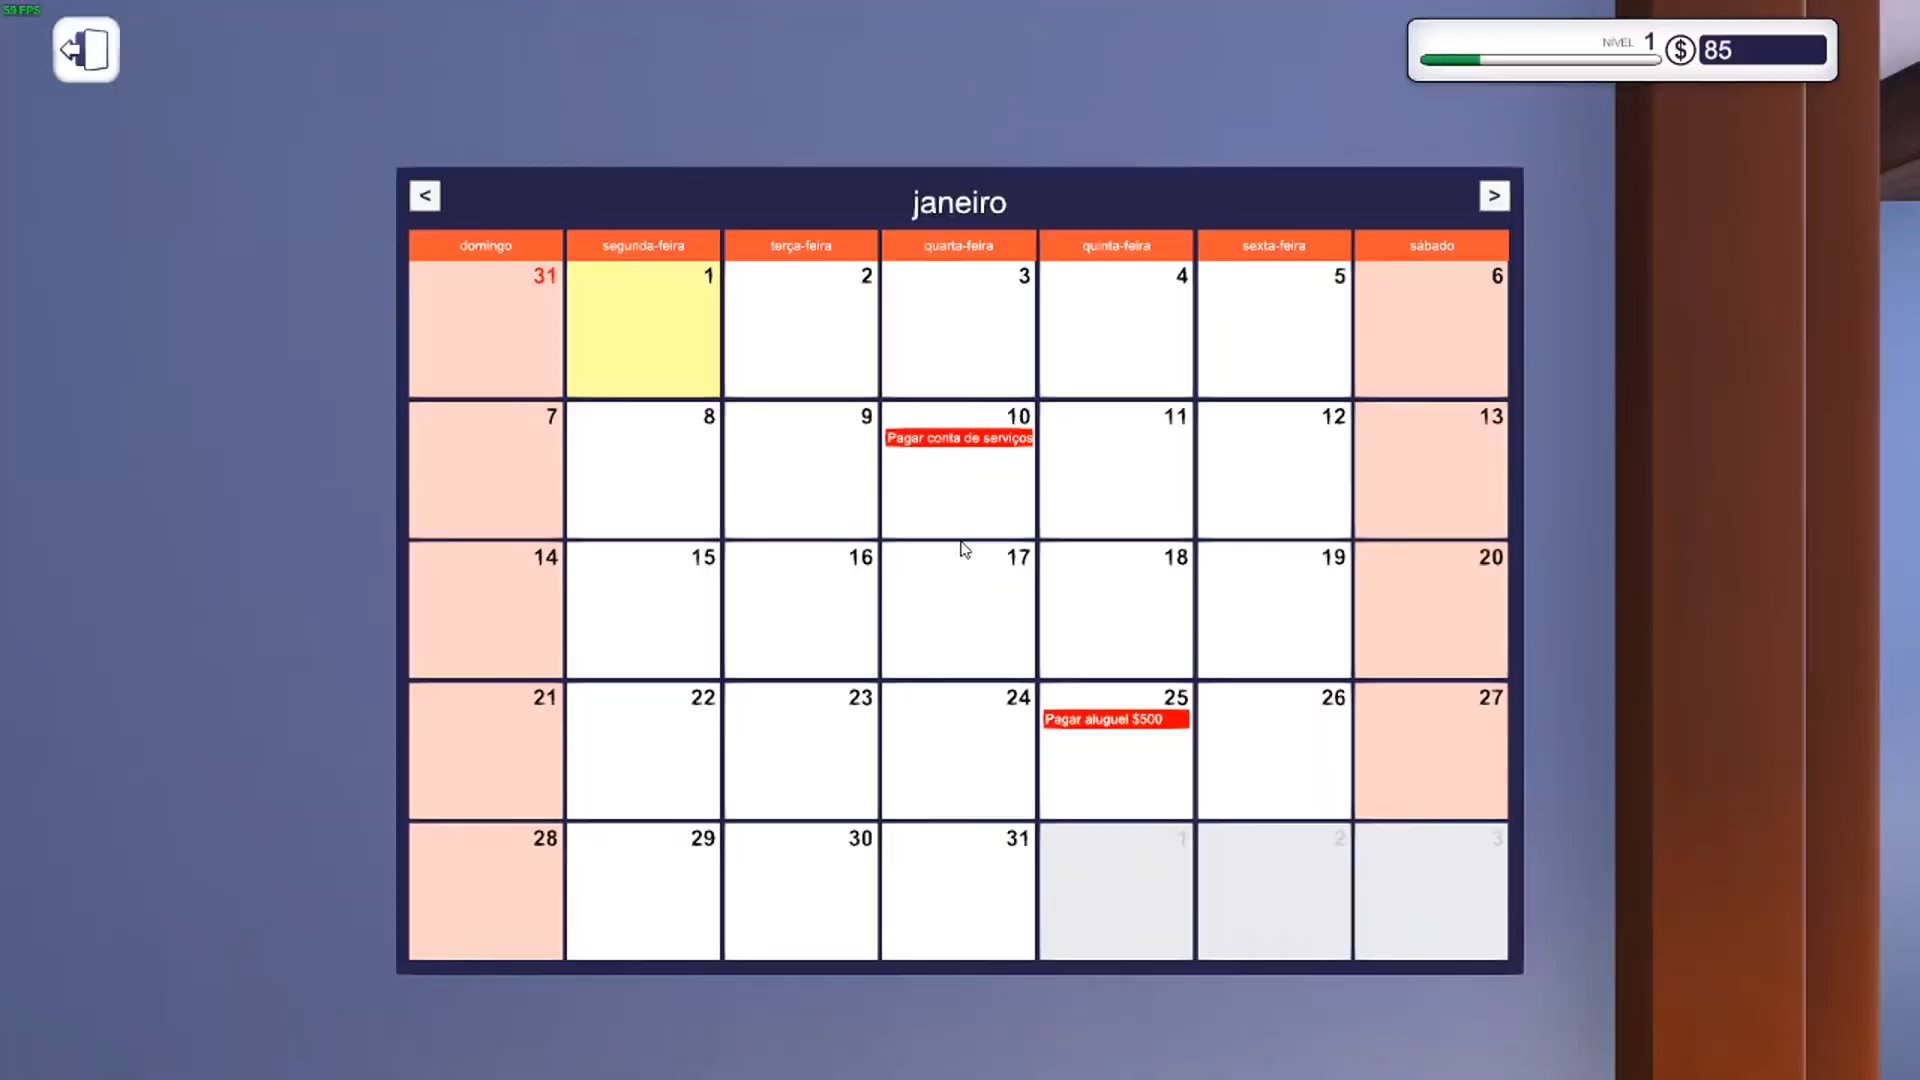 59 FPS
NÍVEL 1 $ 85
< janeiro >
domingo segunda-feira terça-feira quarta-feira quinta-feira sexta-feira sábado
31 1 2 3 4 5 6
7 8 9 10 11 12 13
Pagar conta de serviços
14 15 16 17 18 19 20
21 22 23 24 25 26 27
Pagar aluguel $500
28 29 30 31 1 2 3